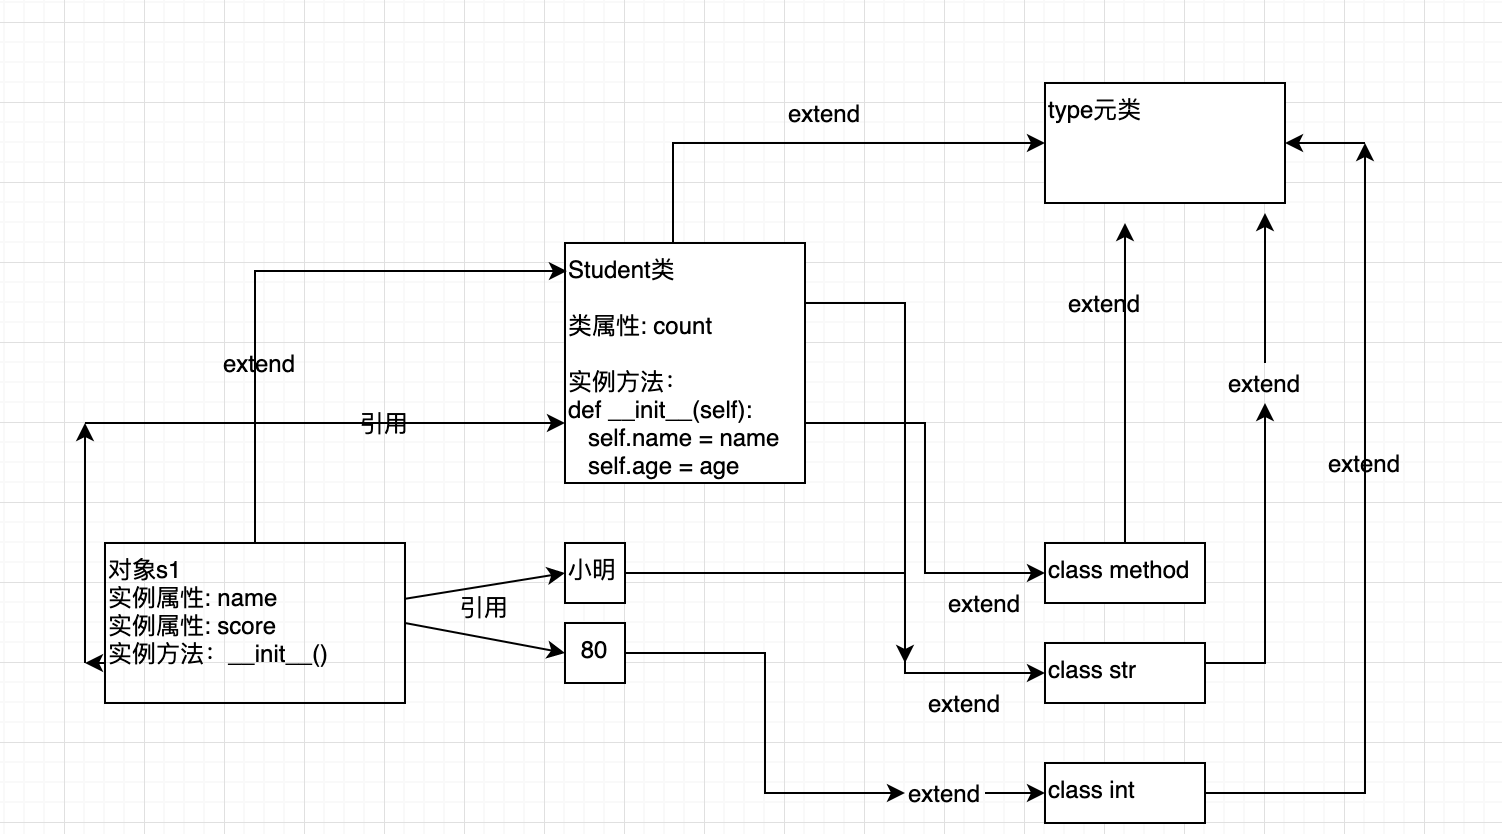 extend
type元类
Student类
类属性: count
实例方法：
def __init__(self):
self.name = name
self.age = age
extend
引用
extend
extend
extend
对象s1
实例属性: name
实例属性: score
实例方法：__init__()
引用
小明
80
class method
extend
class str
extend
extend
class int